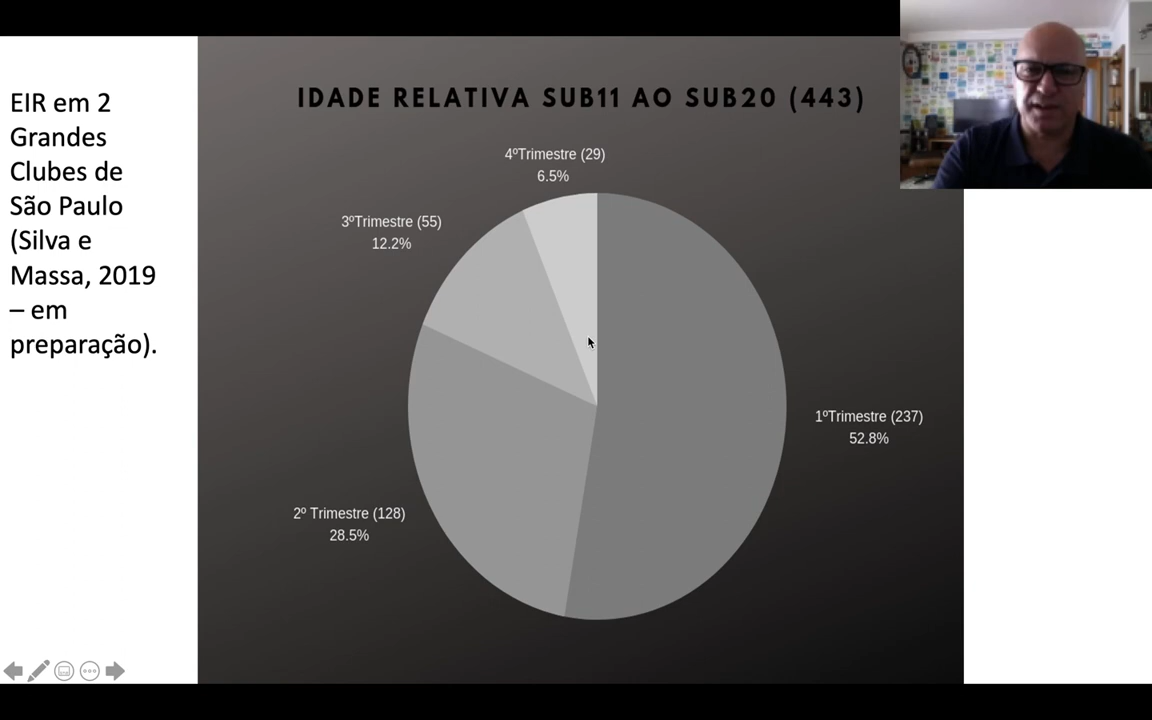 EIR em 2
Grandes
Clubes de
São Paulo
(Silva e
Massa, 2019
– em
preparação).
IDADE RELATIVA SUB11 AO SUB20 (443)
4ºTrimestre (29)
6.5%
3ºTrimestre (55)
12.2%
1ºTrimestre (237)
52.8%
2º Trimestre (128)
28.5%